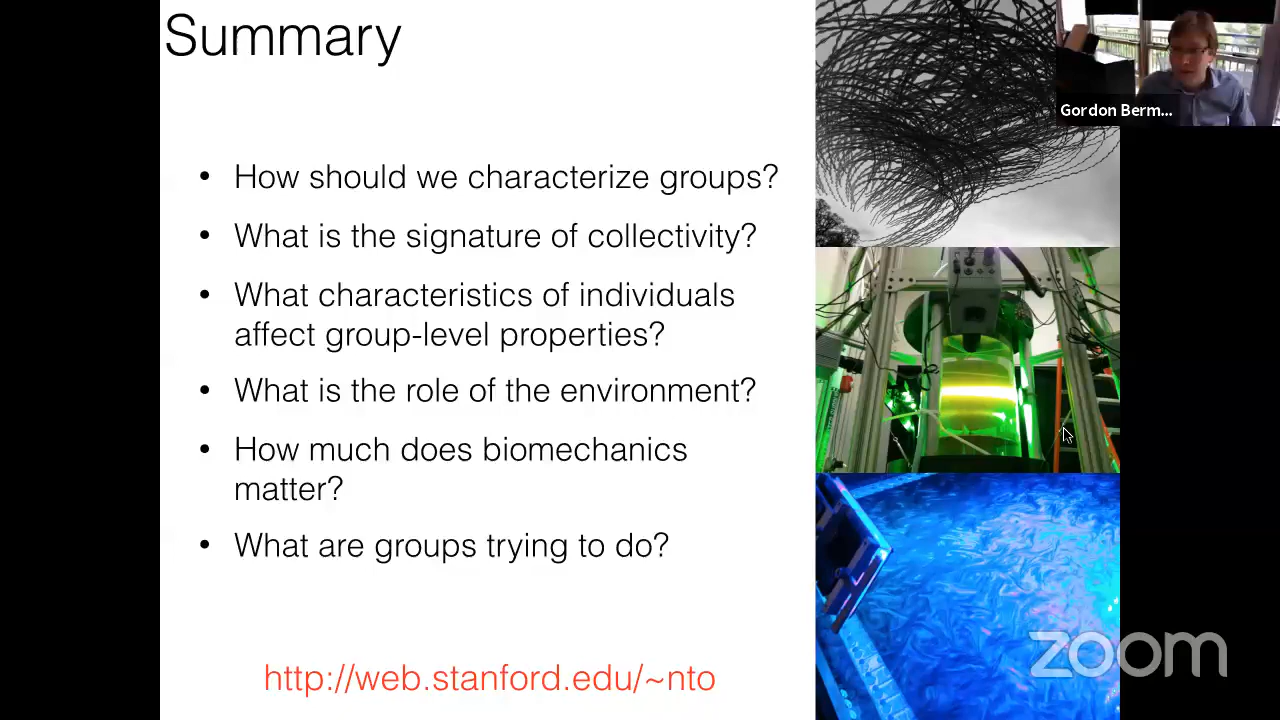 Summary
Gordon Berm...
• How should we characterize groups?
• What is the signature of collectivity?
• What characteristics of individuals
affect group-level properties?
• What is the role of the environment?
• How much does biomechanics
matter?
• What are groups trying to do?
http://web.stanford.edu/~nto
zoom